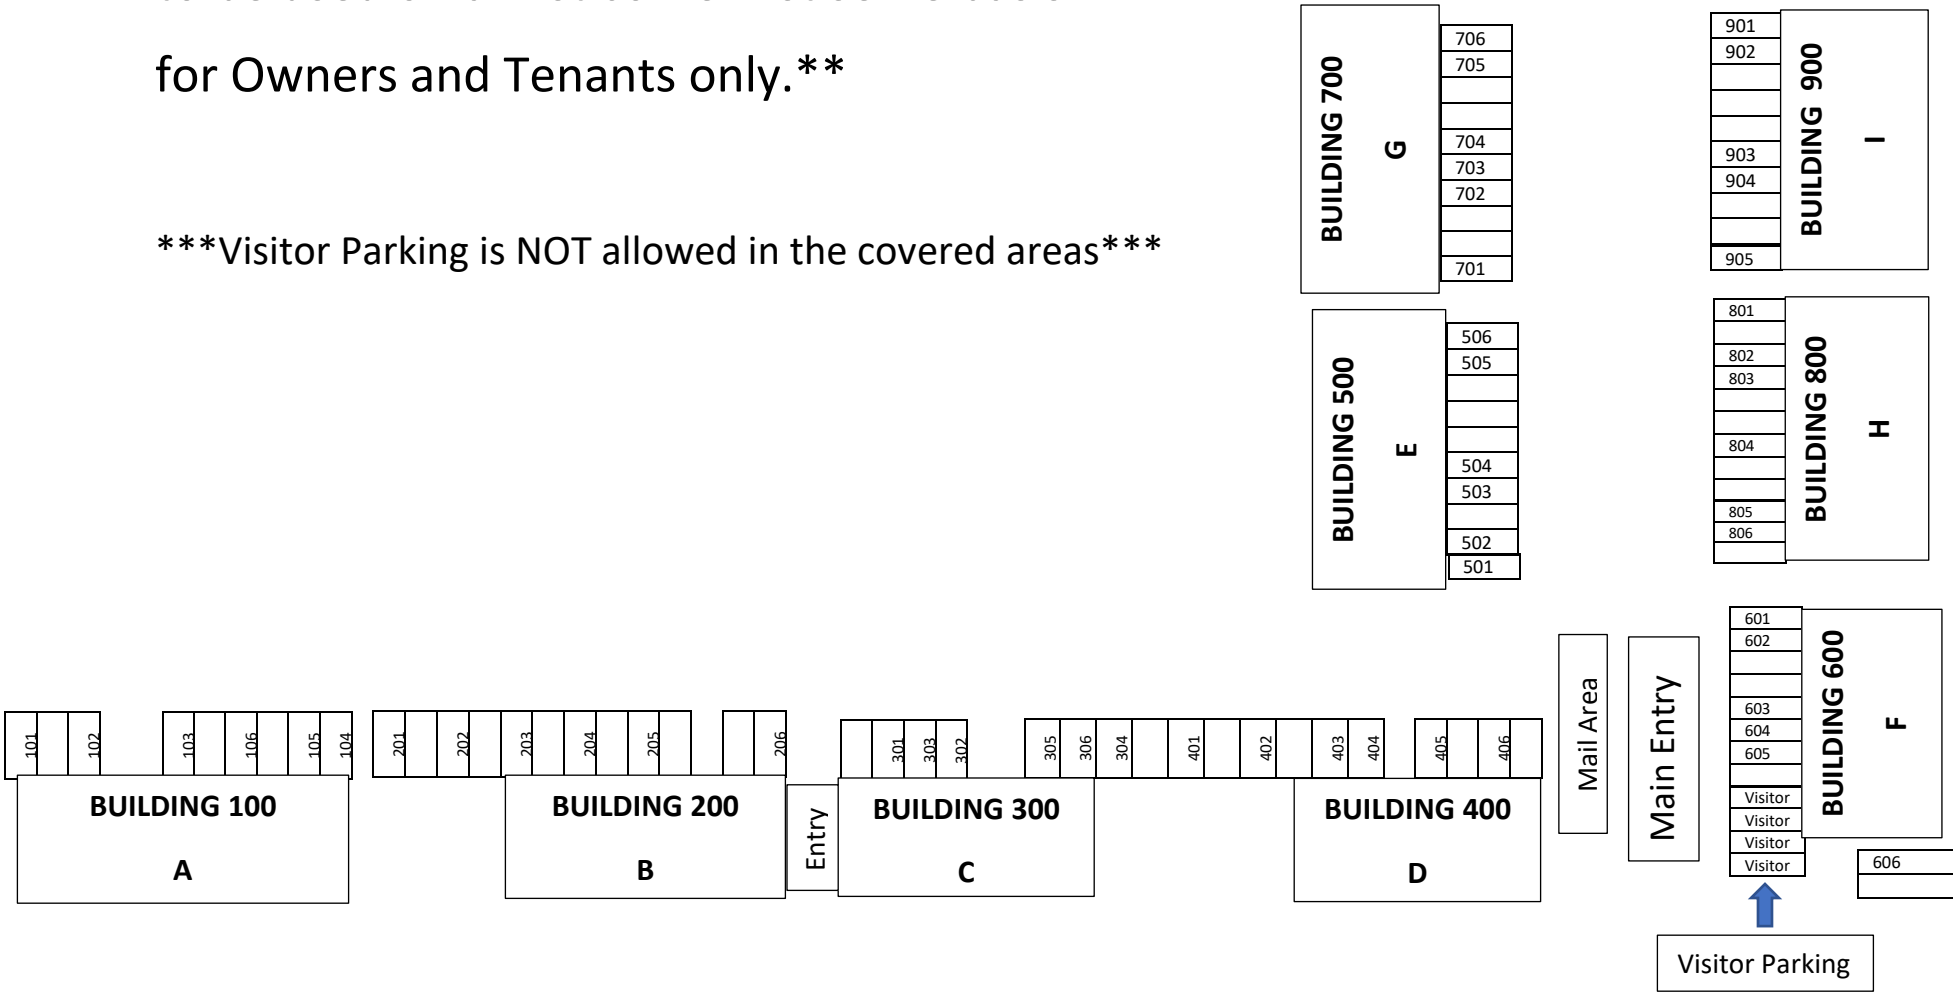 for Owners and Tenants only.**
***Visitor Parking is NOT allowed in the covered areas***
BUILDING 700
G
706
705
704
703
702
701
901
902
903
904
905
BUILDING 900
I
BUILDING 500
E
506
505
504
503
502
501
801
802
803
804
805
806
BUILDING 800
H
601
602
603
604
605
Visitor
Visitor
Visitor
Visitor
BUILDING 600
F
606
101
102
103
106
105
104
201
202
203
204
205
206
301
303
302
305
306
304
401
402
403
404
405
406
BUILDING 100
A
BUILDING 200
B
Entry
BUILDING 300
C
BUILDING 400
D
Mail Area
Main Entry
Visitor Parking